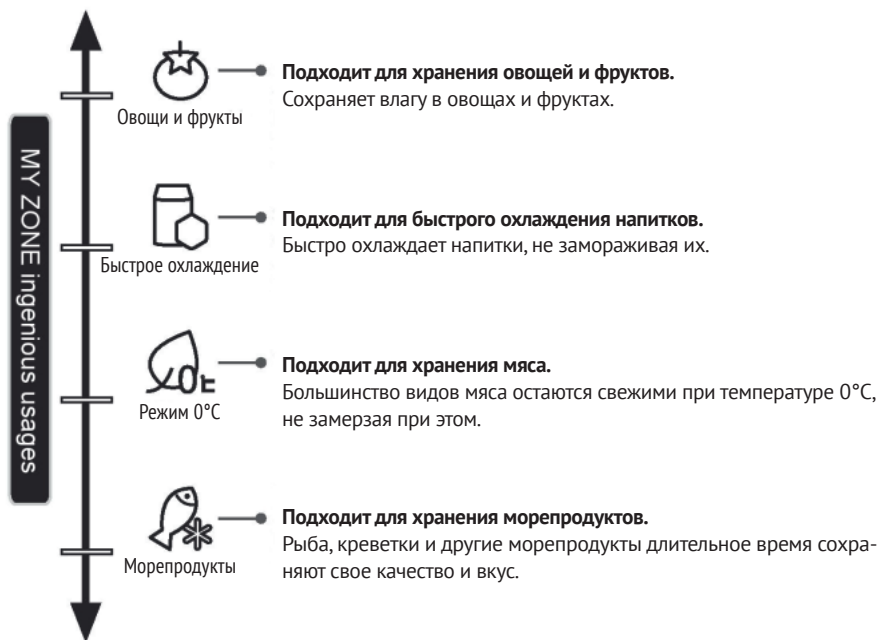 MY ZONE ingenious usages
Подходит для хранения овощей и фруктов.
Сохраняет влагу в овощах и фруктах.
Овощи и фрукты
Подходит для быстрого охлаждения напитков.
Быстро охлаждает напитки, не замораживая их.
Быстрое охлаждение
Подходит для хранения мяса.
Большинство видов мяса остаются свежими при температуре 0°C,
не замерзая при этом.
Режим 0°C
Подходит для хранения морепродуктов.
Рыба, креветки и другие морепродукты длительное время сохра-
няют свое качество и вкус.
Морепродукты